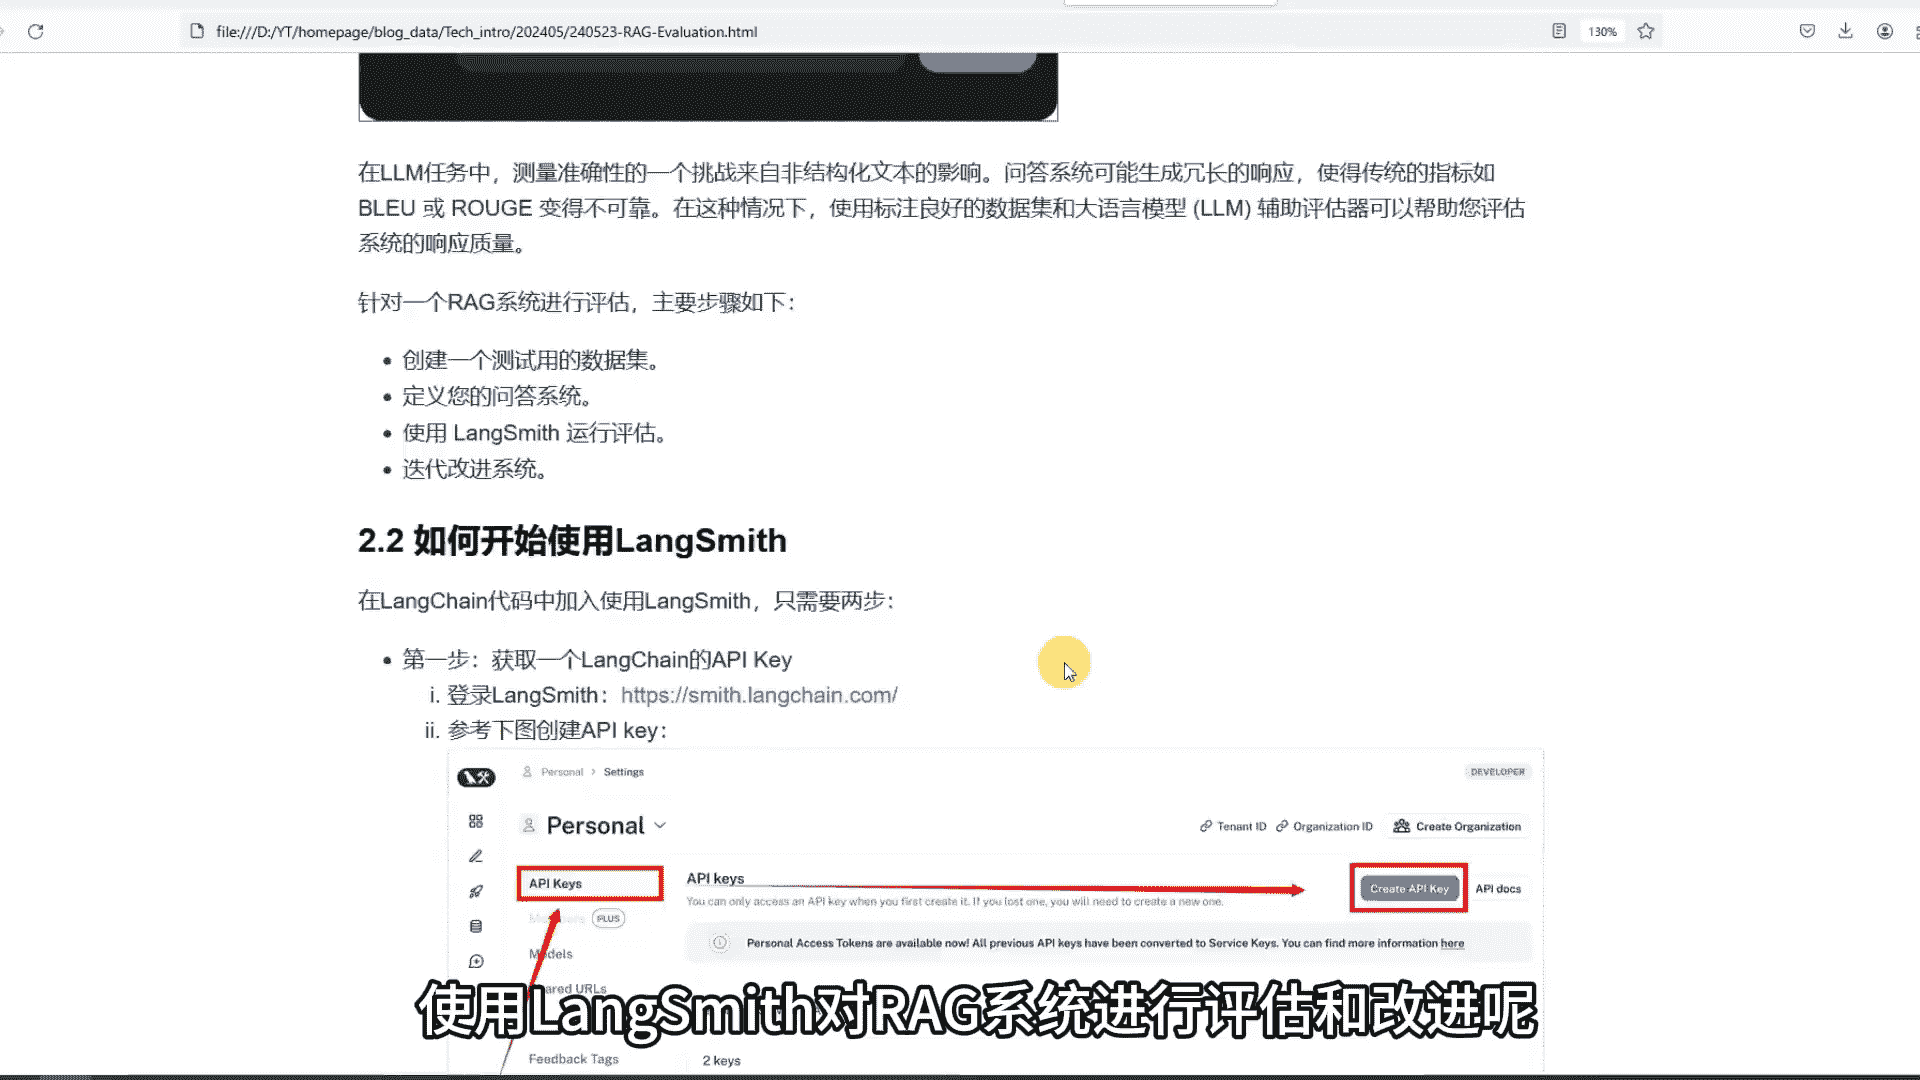 file:///D:/YT/homepage/blog_data/Tech_intro/202405/240523-RAG-Evaluation.html
130%
在LLM任务中，测量准确性的一个挑战来自非结构化文本的影响。问答系统可能生成冗长的响应，使得传统的指标如
BLEU 或 ROUGE 变得不可靠。在这种情况下，使用标注良好的数据集和大语言模型 (LLM) 辅助评估器可以帮助您评估
系统的响应质量。
针对一个RAG系统进行评估，主要步骤如下：
• 创建一个测试用的数据集。
• 定义您的问答系统。
• 使用 LangSmith 运行评估。
• 迭代改进系统。
2.2 如何开始使用LangSmith
在LangChain代码中加入使用LangSmith，只需要两步：
• 第一步：获取一个LangChain的API Key
i. 登录LangSmith：https://smith.langchain.com/
ii. 参考下图创建API key：
Personal > Settings
DEVELOPER
Personal
Tenant ID
Organization ID
Create Organization
API Keys
API keys
Create API Key
API docs
You can only access an API key when you first create it. If you lost one, you will need to create a new one.
PLUS
Personal Access Tokens are available now! All previous API keys have been converted to Service Keys. You can find more information here
使用LangSmith对RAG系统进行评估和改进呢
Feedback Tags
2 keys